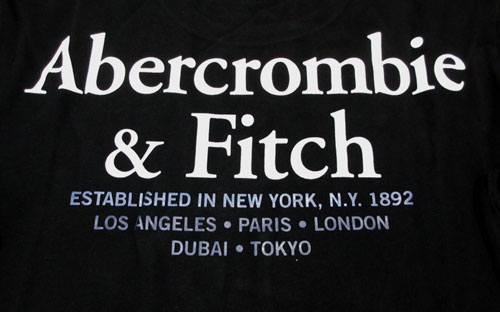 Abercrombie
& Fitch
ESTABLISHED IN NEW YORK, N.Y. 1892
LOS ANGELES • PARIS • LONDON
DUBAI • TOKYO